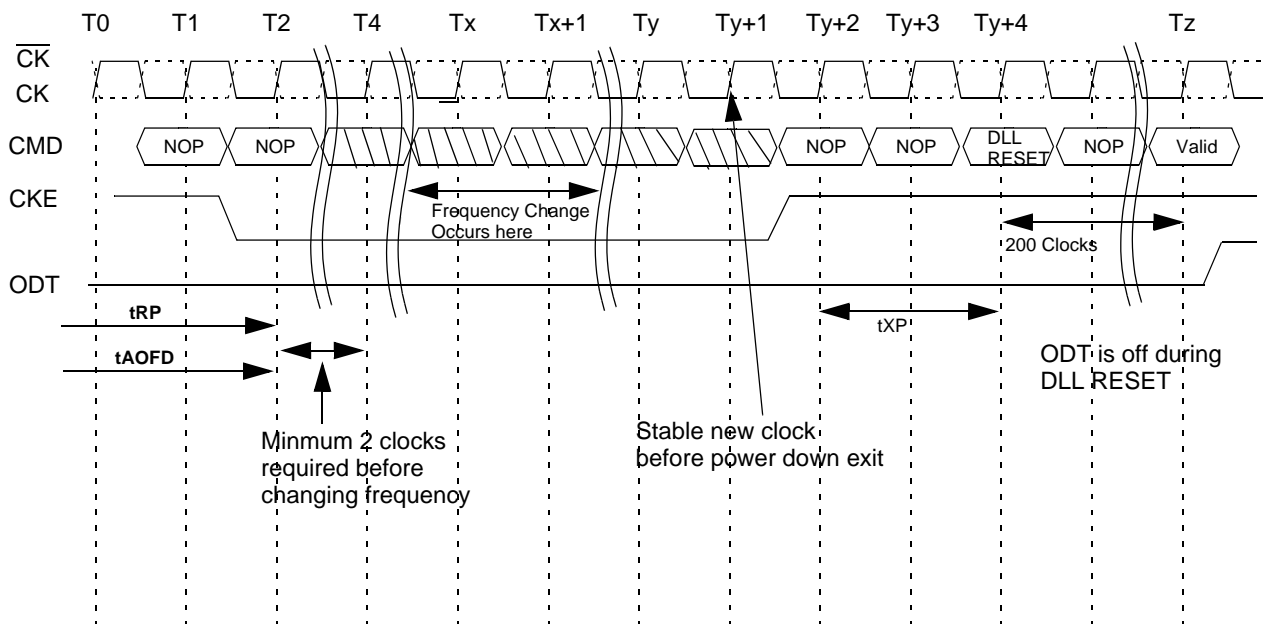 T0 T1 T2 T4 Tx Tx+1 Ty Ty+1 Ty+2 Ty+3 Ty+4 Tz
CK
CK
CMD NOP NOP NOP NOP DLL RESET NOP Valid
CKE
Frequency Change
Occurs here
200 Clocks
ODT
tRP
tXP
tAOFD
ODT is off during
DLL RESET
Minmum 2 clocks
required before
changing frequency
Stable new clock
before power down exit